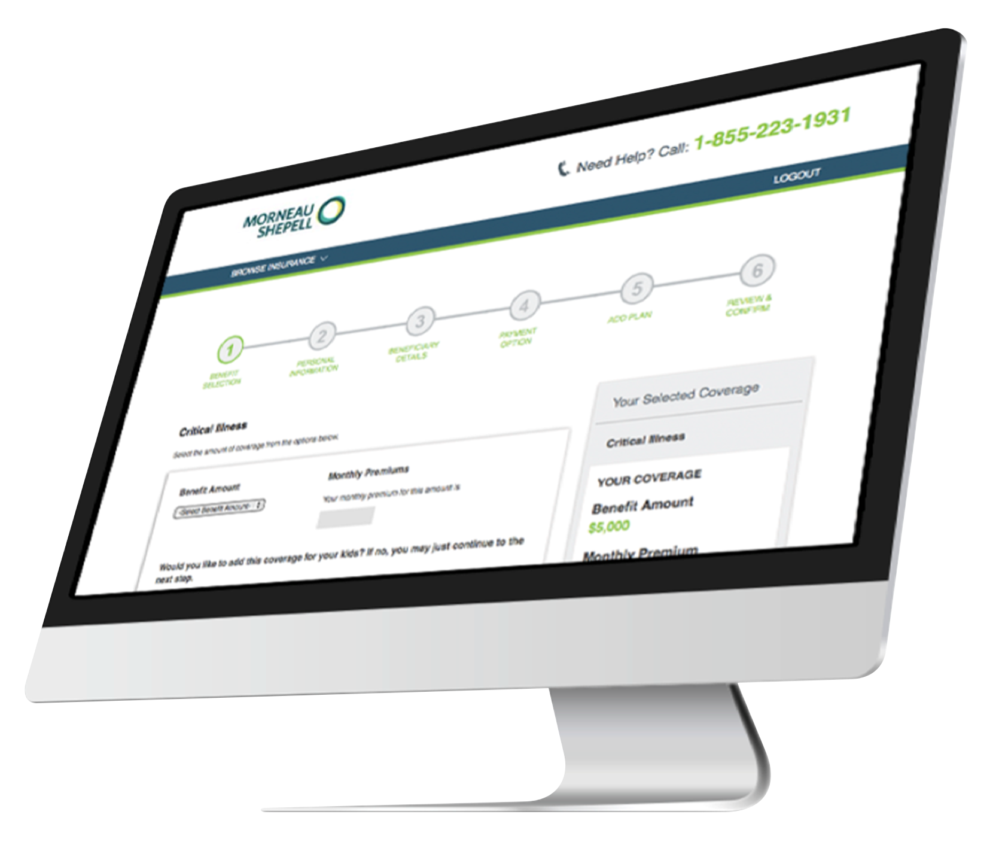 Need Help? Call: 1-855-223-1931
MORNEAU
SHEPELL
LOGOUT
BROWSE INSURANCE
1
2
3
4
5
6
BENEFIT
SELECTION
PERSONAL
INFORMATION
BENEFICIARY
DETAILS
PAYMENT
OPTION
ADD PLAN
REVIEW &
CONFIRM
Critical Illness
Select the amount of coverage from the options below.
Benefit Amount
-Select Benefit Amount-
Monthly Premiums
Your monthly premium for this amount is
Would you like to add this coverage for your kids? If no, you may just continue to the
next step.
Your Selected Coverage
Critical Illness
YOUR COVERAGE
Benefit Amount
$5,000
Monthly Premium